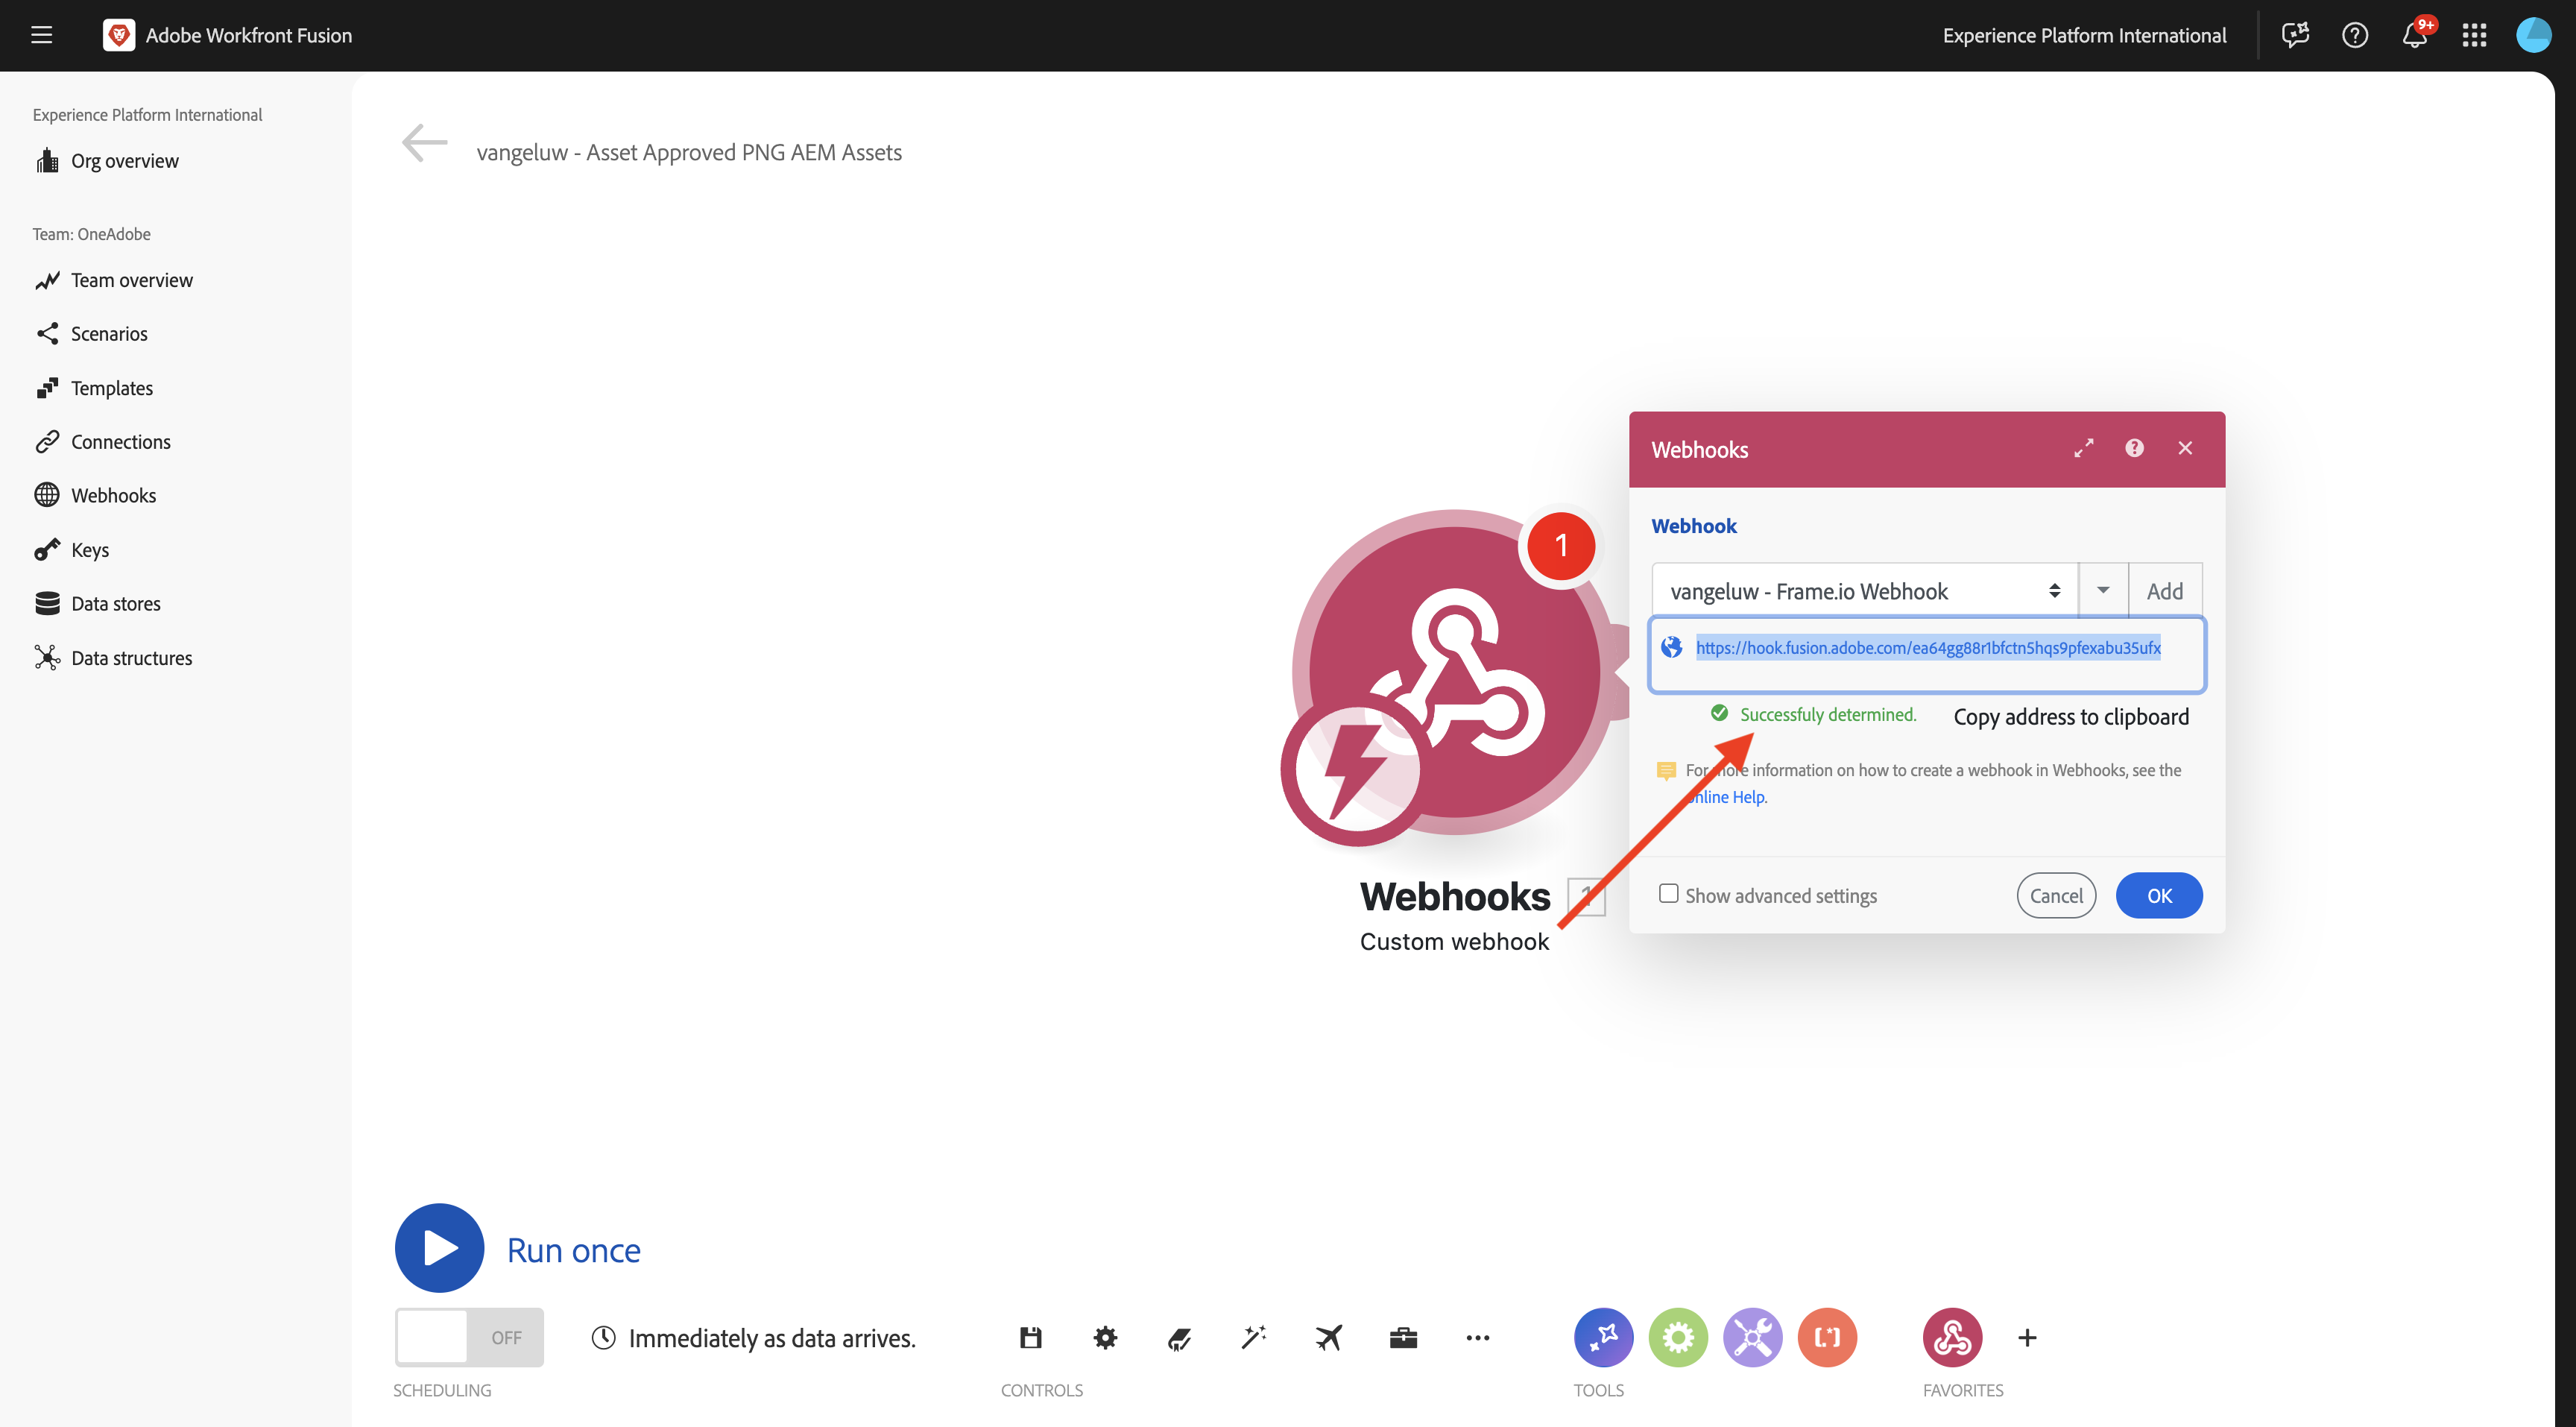 Adobe Workfront Fusion
Experience Platform International
9+
Experience Platform International
Org overview
Team: OneAdobe
Team overview
Scenarios
Templates
Connections
Webhooks
Keys
Data stores
Data structures
vangeluw - Asset Approved PNG AEM Assets
1
Webhooks 1
Custom webhook
Webhooks
Webhook
vangeluw - Frame.io Webhook
Add
https://hook.fusion.adobe.com/ea64gg88r1bfctn5hqs9pfexabu35ufx
Successfuly determined.
Copy address to clipboard
For more information on how to create a webhook in Webhooks, see the
Online Help.
Show advanced settings
Cancel
OK
Run once
OFF
Immediately as data arrives.
SCHEDULING
CONTROLS
[.*]
TOOLS
FAVORITES